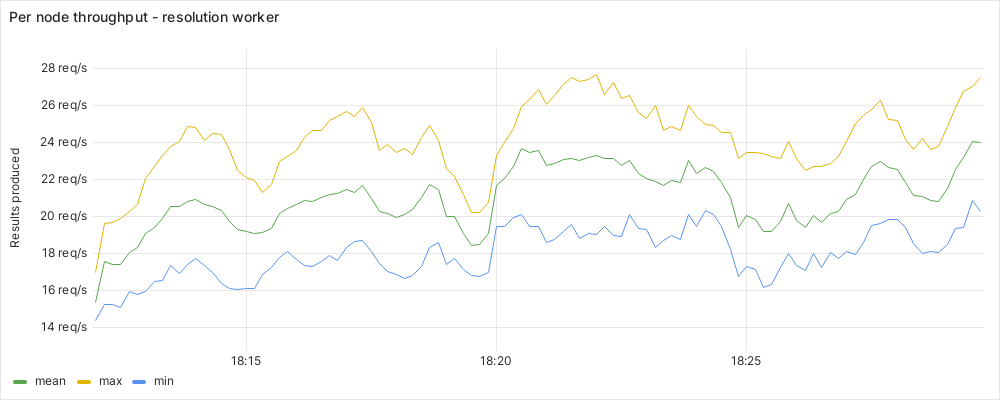 Per node throughput - resolution worker
Results produced
28 req/s
26 req/s
24 req/s
22 req/s
20 req/s
18 req/s
16 req/s
14 req/s
18:15 18:20 18:25
mean max min